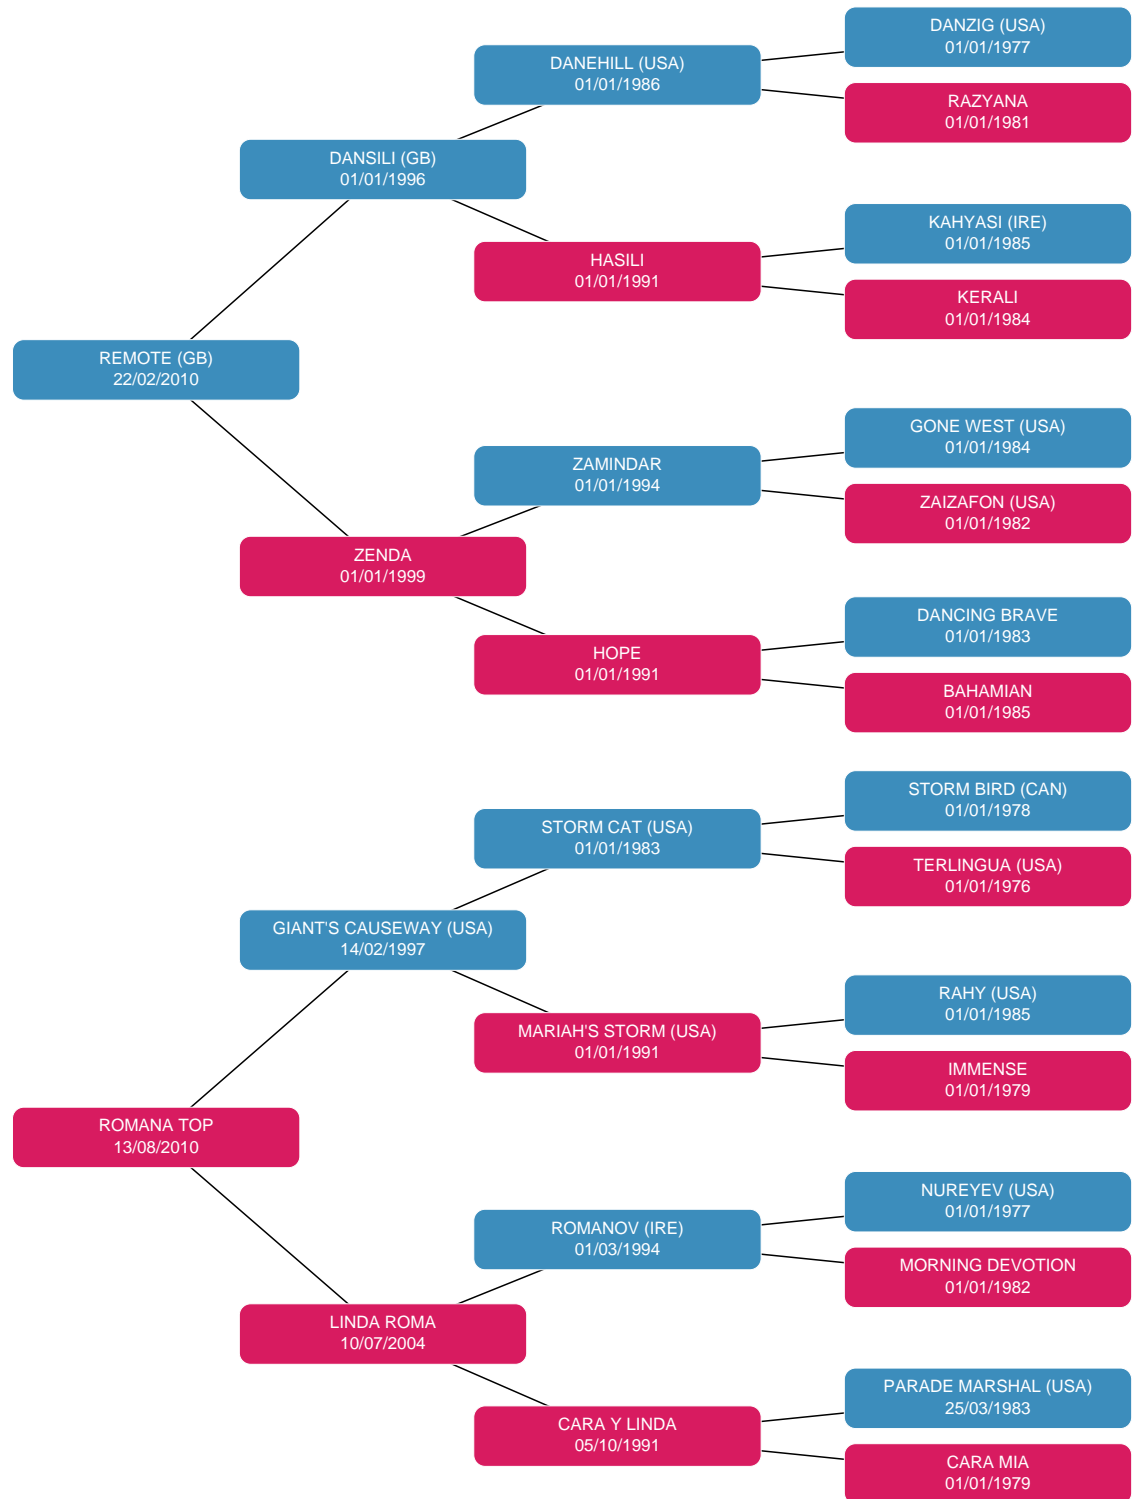 DANZIG (USA)
01/01/1977
DANEHILL (USA)
01/01/1986
RAZYANA
01/01/1981
DANSILI (GB)
01/01/1996
KAHYASI (IRE)
01/01/1985
HASILI
01/01/1991
KERALI
01/01/1984
REMOTE (GB)
22/02/2010
GONE WEST (USA)
01/01/1984
ZAMINDAR
01/01/1994
ZAIZAFON (USA)
01/01/1982
ZENDA
01/01/1999
DANCING BRAVE
01/01/1983
HOPE
01/01/1991
BAHAMIAN
01/01/1985
STORM BIRD (CAN)
01/01/1978
STORM CAT (USA)
01/01/1983
TERLINGUA (USA)
01/01/1976
GIANT'S CAUSEWAY (USA)
14/02/1997
RAHY (USA)
01/01/1985
MARIAH'S STORM (USA)
01/01/1991
IMMENSE
01/01/1979
ROMANA TOP
13/08/2010
NUREYEV (USA)
01/01/1977
ROMANOV (IRE)
01/03/1994
MORNING DEVOTION
01/01/1982
LINDA ROMA
10/07/2004
PARADE MARSHAL (USA)
25/03/1983
CARA Y LINDA
05/10/1991
CARA MIA
01/01/1979